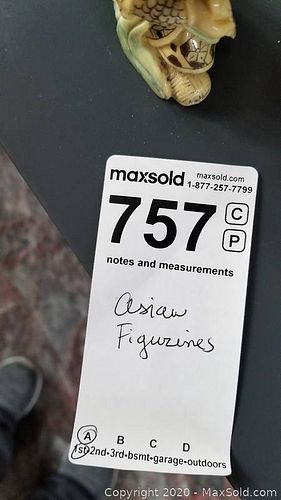 maxsold maxsold.com
1-877-257-7799
757 C
P
notes and measurements
Asian
Figurines
A B C D
1st•2nd•3rd•bsmt•garage•outdoors
Copyright © 2020 - MaxSold.com